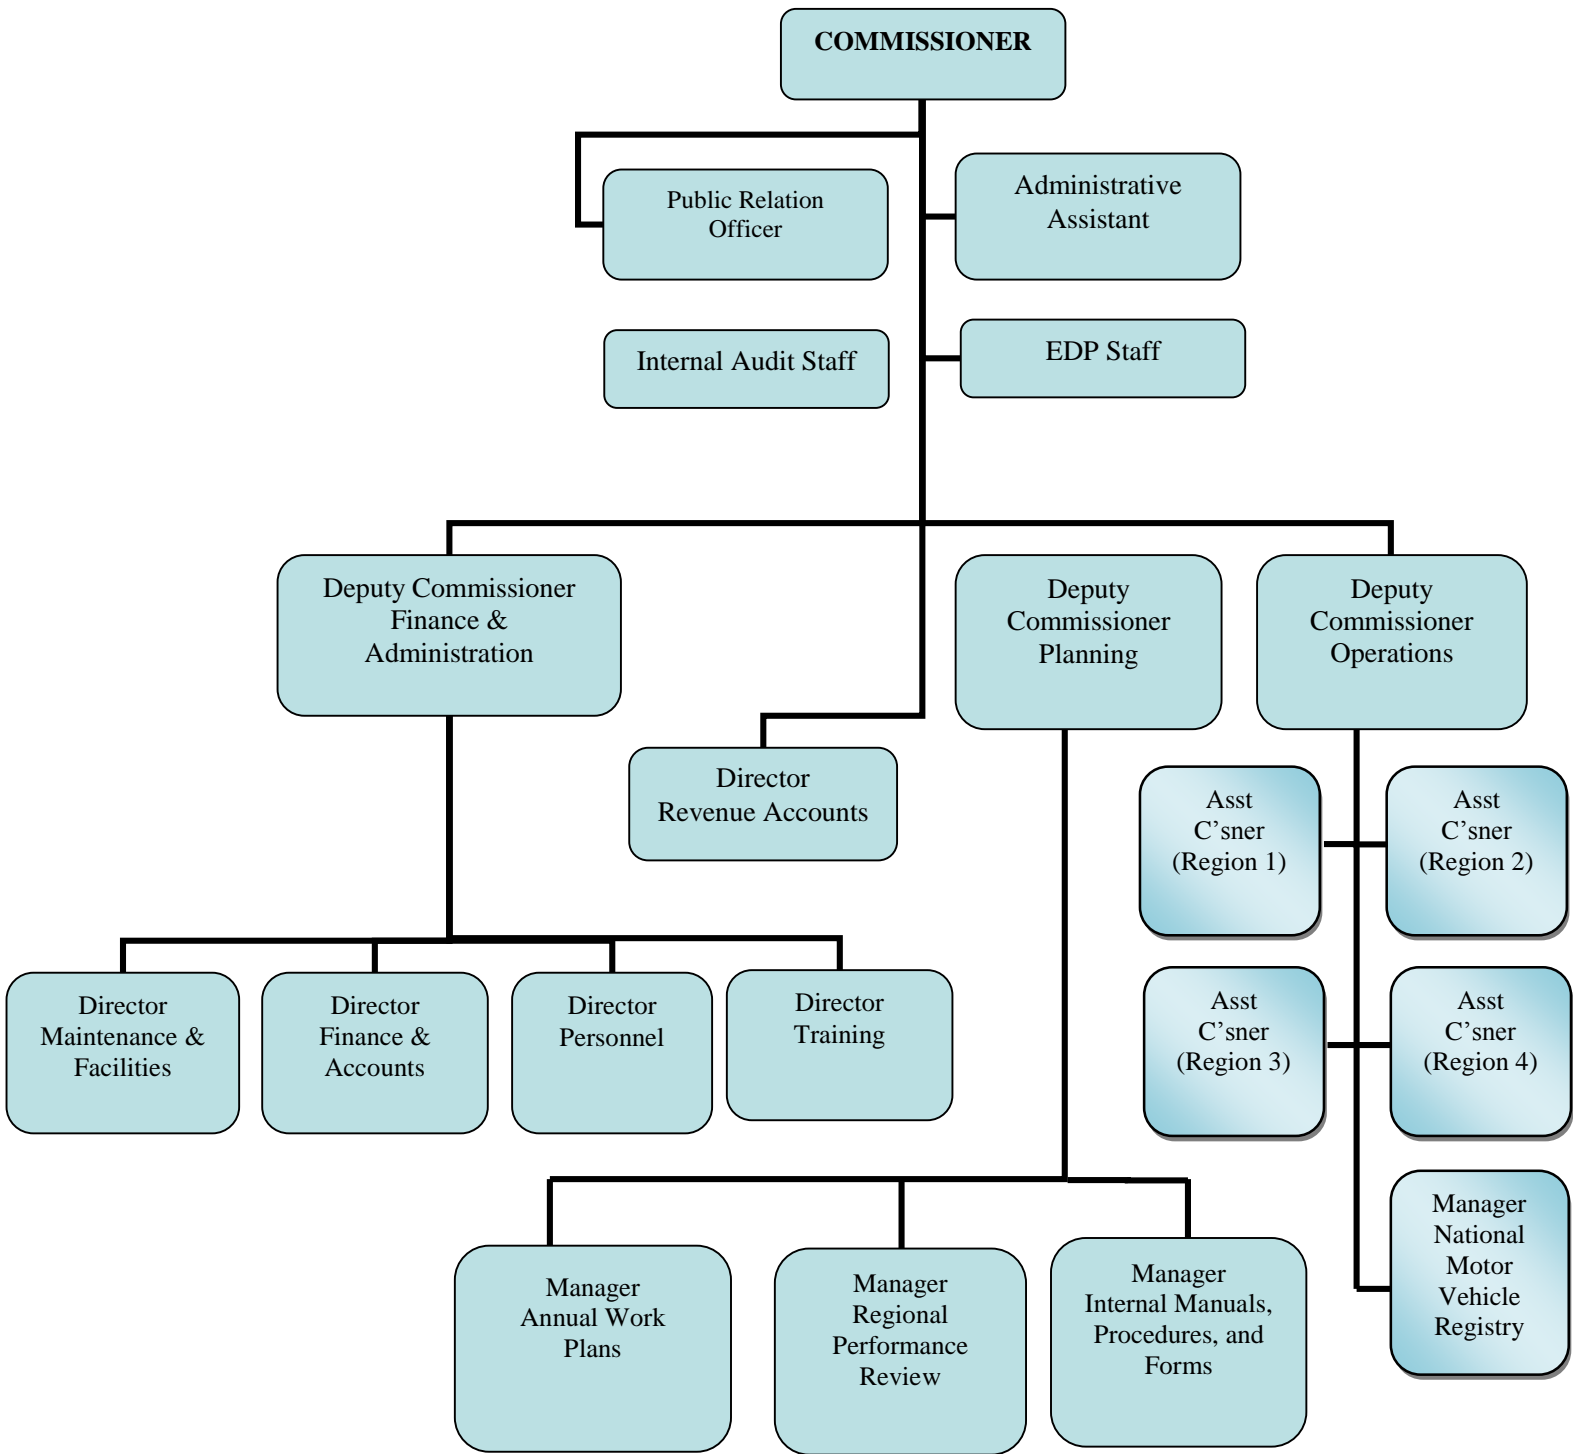 COMMISSIONER
Public Relation
Officer
Administrative
Assistant
Internal Audit Staff
EDP Staff
Deputy Commissioner
Finance &
Administration
Deputy
Commissioner
Planning
Deputy
Commissioner
Operations
Director
Revenue Accounts
Asst
C’sner
(Region 1)
Asst
C’sner
(Region 2)
Director
Maintenance &
Facilities
Director
Finance &
Accounts
Director
Personnel
Director
Training
Asst
C’sner
(Region 3)
Asst
C’sner
(Region 4)
Manager
Annual Work
Plans
Manager
Regional
Performance
Review
Manager
Internal Manuals,
Procedures, and
Forms
Manager
National
Motor
Vehicle
Registry